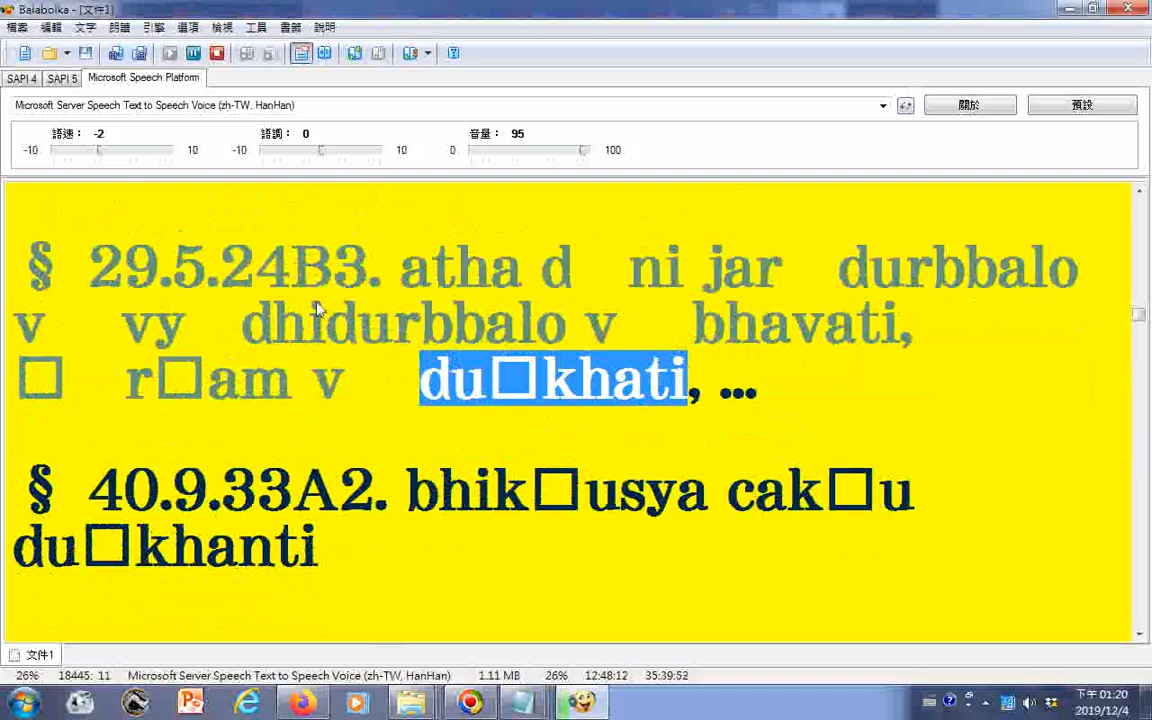 Balabolka - [文件1]
檔案 編輯 文字 朗讀 引擎 選項 檢視 工具 書籤 說明
SAPI 4 SAPI 5 Microsoft Speech Platform
Microsoft Server Speech Text to Speech Voice (zh-TW, HanHan) 關於 預設
語速： -2 語調： 0 音量： 95
-10 10 -10 10 0 100
§ 29.5.24B3. atha d ni jar durbbalo
v vy dhidurbbalo v bhavati,
□ r□am v du□khati, ...
§ 40.9.33A2. bhik□usya cak□u
du□khanti
文件1
26% 18445: 11 Microsoft Server Speech Text to Speech Voice (zh-TW, HanHan) 1.11 MB 26% 12:48:12 35:39:52
下午 01:20
2019/12/4